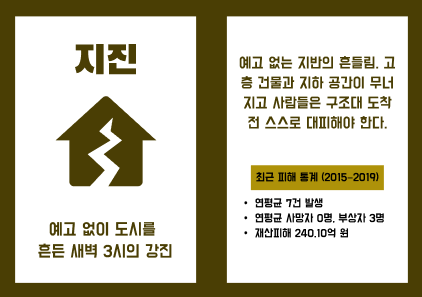 지진
예고 없이 도시를
흔든 새벽 3시의 강진
예고 없는 지반의 흔들림. 고
층 건물과 지하 공간이 무너
지고 사람들은 구조대 도착
전 스스로 대피해야 한다.
최근 피해 통계 (2015-2019)
• 연평균 7건 발생
• 연평균 사망자 0명, 부상자 3명
• 재산피해 240.10억 원